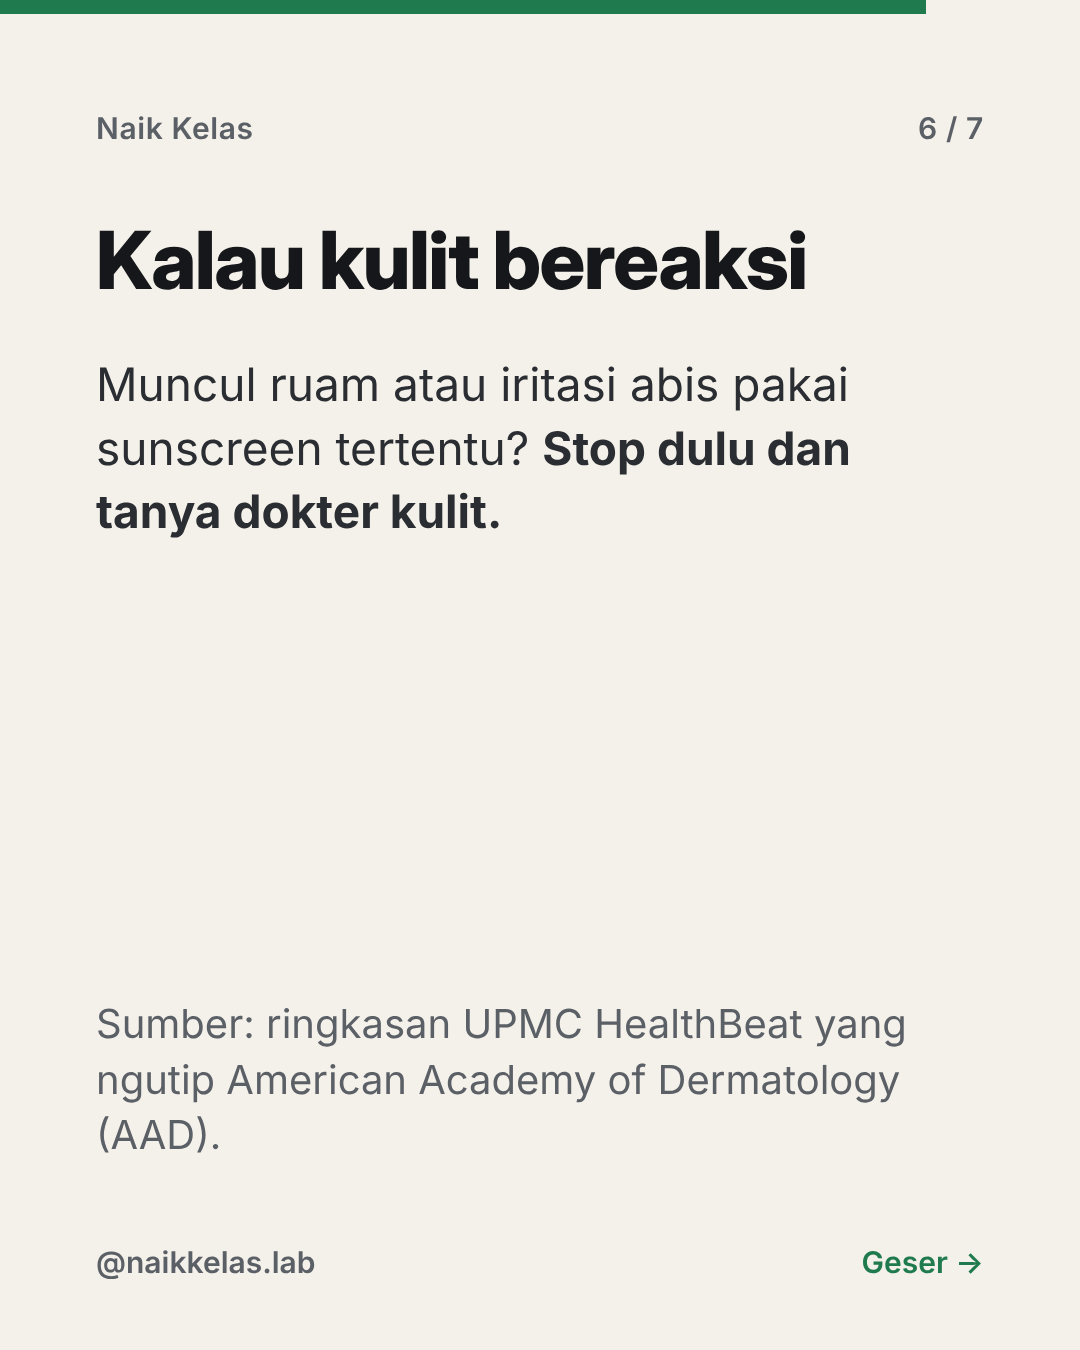 Naik Kelas
6 / 7
Kalau kulit bereaksi
Muncul ruam atau iritasi abis pakai
sunscreen tertentu? Stop dulu dan
tanya dokter kulit.
Sumber: ringkasan UPMC HealthBeat yang
ngutip American Academy of Dermatology
(AAD).
@naikkelas.lab
Geser →